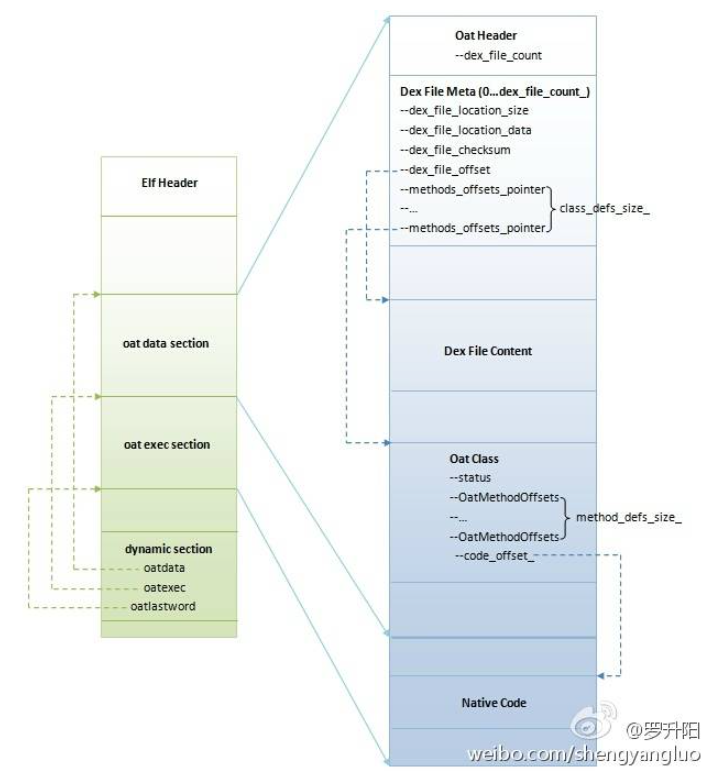 Elf Header
oat data section
oat exec section
dynamic section
oatdata
oatexec
oatlastword
Oat Header
--dex_file_count
Dex File Meta (0...dex_file_count_)
--dex_file_location_size
--dex_file_location_data
--dex_file_checksum
--dex_file_offset
--methods_offsets_pointer
--...
--methods_offsets_pointer
class_defs_size_
Dex File Content
Oat Class
--status
--OatMethodOffsets
--...
--OatMethodOffsets
--code_offset_
method_defs_size_
Native Code
@罗升阳
weibo.com/shengyangluo